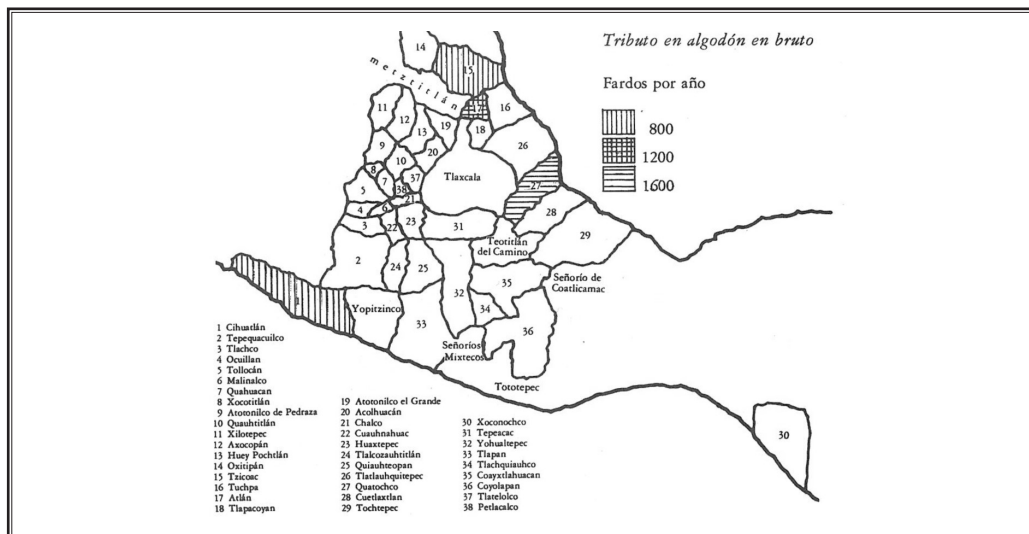 Tributo en algodón en bruto
Fardos por año
800
1200
1600
14
metztitlán
15
11
12
13
19
17
16
18
9
20
26
8
10
7
37
Tlaxcala
5
38
27
21
4
6
3
22
23
31
28
Teotitlán
del Camino
29
2
24
25
35
Señorío de
Coatlicamac
32
1
Yopitzinco
34
33
36
Señoríos
Mixtecos
Tototepec
30
1 Cihuatlán
2 Tepequacuilco
3 Tlachco
4 Ocuillan
5 Tollocán
6 Malinalco
7 Quahuacan
8 Xocotitlán
9 Atotonilco de Pedraza
10 Quauhtitlán
11 Xilotepec
12 Axocopán
13 Huey Pochtlán
14 Oxitipán
15 Tzicoac
16 Tuchpa
17 Atlán
18 Tlapacoyan
19 Atotonilco el Grande
20 Acolhuacán
21 Chalco
22 Cuauhnahuac
23 Huaxtepec
24 Tlalcozauhtitlán
25 Quiauhteopan
26 Tlatlauhquitepec
27 Quatochco
28 Cuetlaxtlan
29 Tochtepec
30 Xoconochco
31 Tepeacac
32 Yohualtepec
33 Tlapan
34 Tlachquiauhco
35 Coayxtlahuacan
36 Coyolapan
37 Tlatelolco
38 Petlacalco